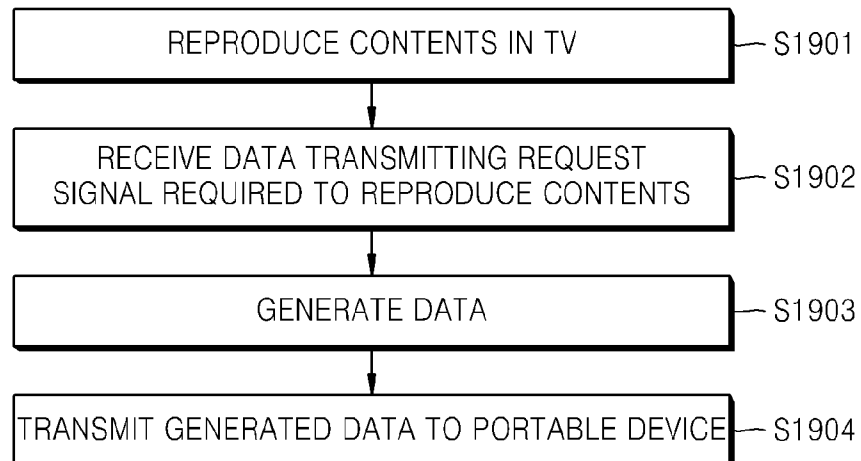 REPRODUCE CONTENTS IN TV
S1901
RECEIVE DATA TRANSMITTING REQUEST
SIGNAL REQUIRED TO REPRODUCE CONTENTS
S1902
GENERATE DATA
S1903
TRANSMIT GENERATED DATA TO PORTABLE DEVICE
S1904